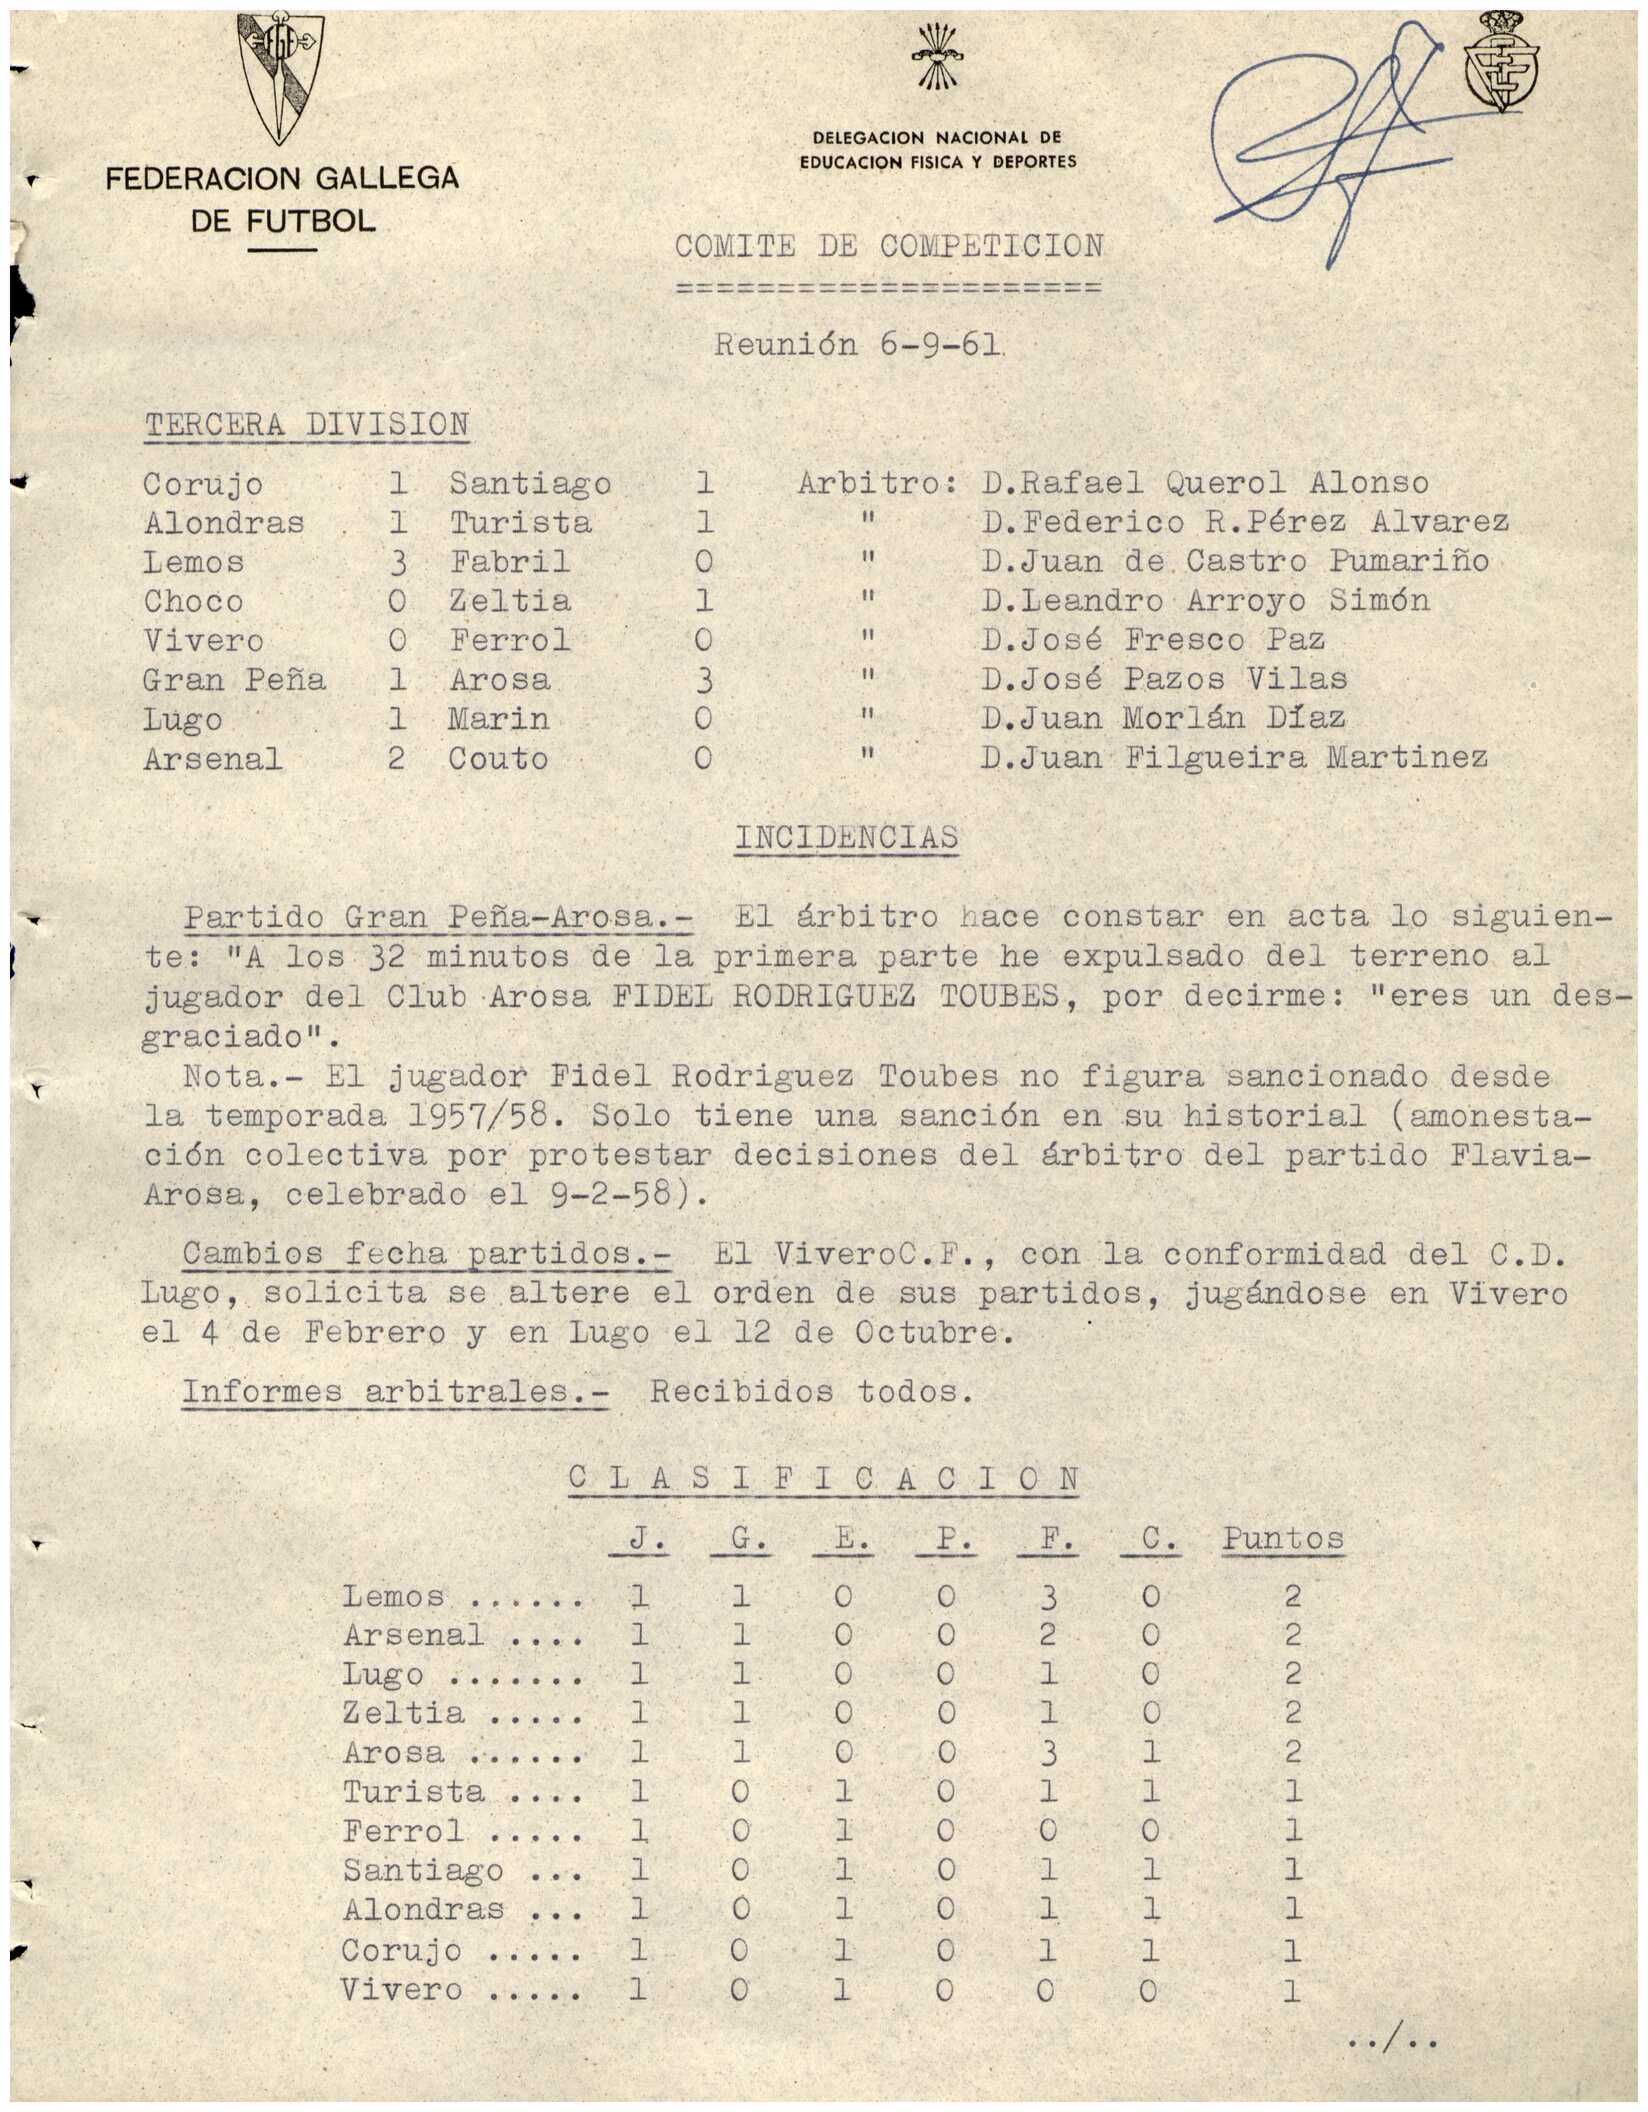 FEDERACION GALLEGA
DE FUTBOL
DELEGACION NACIONAL DE
EDUCACION FISICA Y DEPORTES
COMITE DE COMPETICION
=====================
Reunión 6-9-61.
TERCERA DIVISION
Corujo 1 Santiago 1 Arbitro: D.Rafael Querol Alonso
Alondras 1 Turista 1 " D.Federico R.Pérez Alvarez
Lemos 3 Fabril 0 " D.Juan de Castro Pumariño
Choco 0 Zeltia 1 " D.Leandro Arroyo Simón
Vivero 0 Ferrol 0 " D.José Fresco Paz
Gran Peña 1 Arosa 3 " D.José Pazos Vilas
Lugo 1 Marin 0 " D.Juan Morlán Díaz
Arsenal 2 Couto 0 " D.Juan Filgueira Martinez
INCIDENCIAS
Partido Gran Peña-Arosa.- El árbitro hace constar en acta lo siguien-
te: "A los 32 minutos de la primera parte he expulsado del terreno al
jugador del Club Arosa FIDEL RODRIGUEZ TOUBES, por decirme: "eres un des-
graciado".
Nota.- El jugador Fidel Rodriguez Toubes no figura sancionado desde
la temporada 1957/58. Solo tiene una sanción en su historial (amonesta-
ción colectiva por protestar decisiones del árbitro del partido Flavia-
Arosa, celebrado el 9-2-58).
Cambios fecha partidos.- El ViveroC.F., con la conformidad del C.D.
Lugo, solicita se altere el orden de sus partidos, jugándose en Vivero
el 4 de Febrero y en Lugo el 12 de Octubre.
Informes arbitrales.- Recibidos todos.
C L A S I F I C A C I O N
J. G. E. P. F. C. Puntos
Lemos ...... 1 1 0 0 3 0 2
Arsenal .... 1 1 0 0 2 0 2
Lugo ....... 1 1 0 0 1 0 2
Zeltia ..... 1 1 0 0 1 0 2
Arosa ...... 1 1 0 0 3 1 2
Turista .... 1 0 1 0 1 1 1
Ferrol ..... 1 0 1 0 0 0 1
Santiago ... 1 0 1 0 1 1 1
Alondras ... 1 0 1 0 1 1 1
Corujo ..... 1 0 1 0 1 1 1
Vivero ..... 1 0 1 0 0 0 1
../..